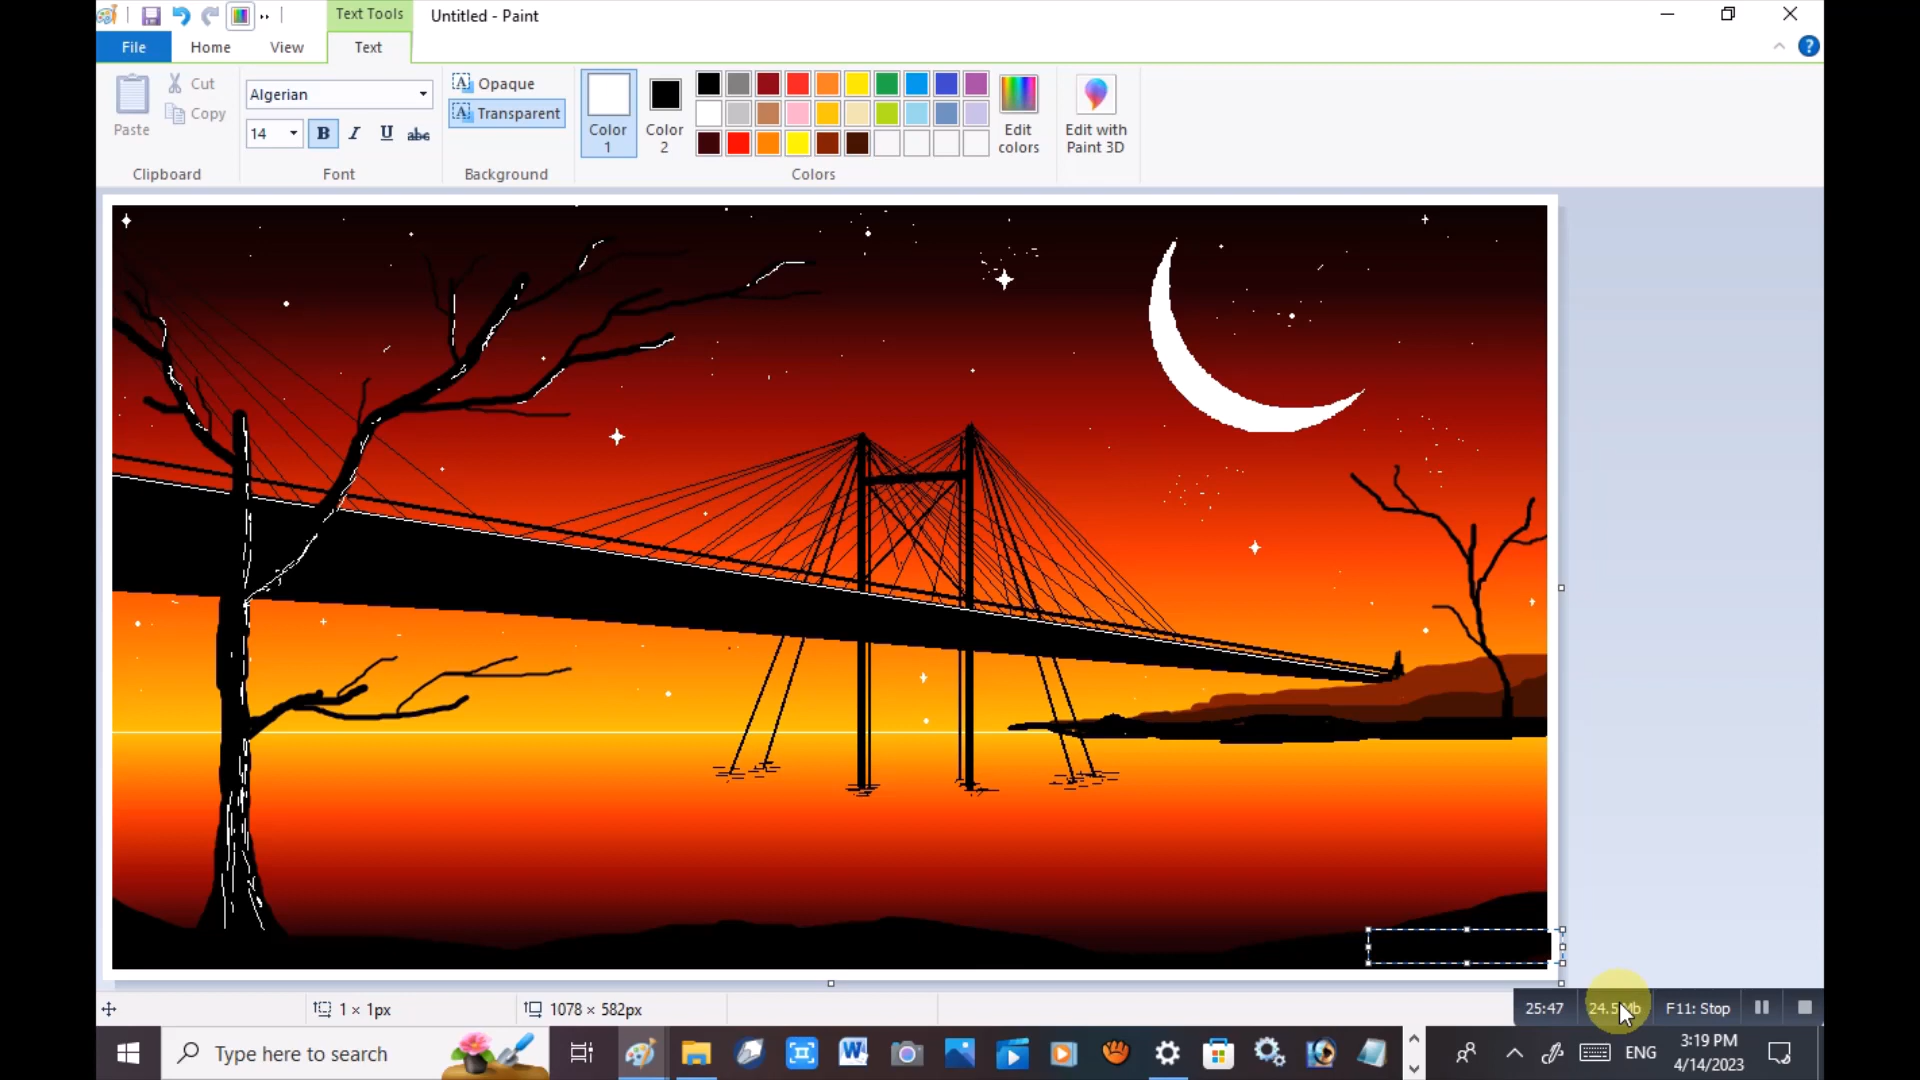 Text Tools
Untitled - Paint
File
Home
View
Text
Paste
Cut
Copy
Clipboard
Algerian
14
B
I
U
abc
Font
A Opaque
A Transparent
Background
Color
1
Color
2
Edit
colors
Colors
Edit with
Paint 3D
?
1 × 1px
1078 × 582px
25:47
F11: Stop
Type here to search
W
ENG
3:19 PM
4/14/2023